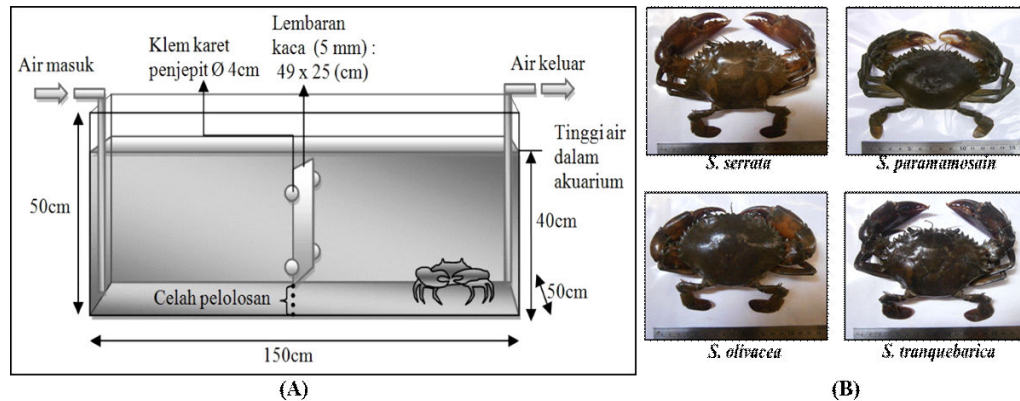 Air masuk
Klem karet
penjepit Ø 4cm
Lembaran
kaca (5 mm) :
49 x 25 (cm)
Air keluar
Tinggi air
dalam
akuarium
50cm
40cm
Celah pelolosan
50cm
150cm
(A)
S. serrata
S. paramamosain
S. olivacea
S. tranquebarica
(B)